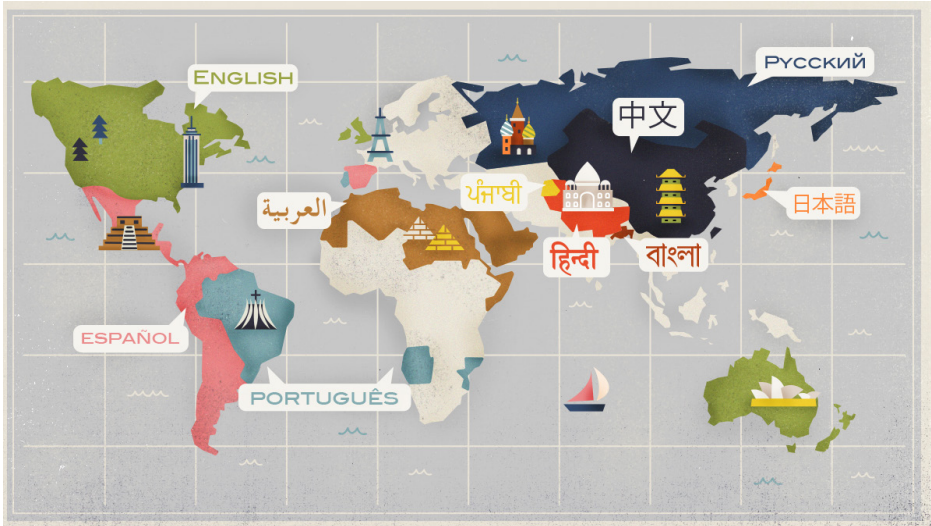 Русский
English
中文
ਪੰਜਾਬੀ
العربية
日本語
हिन्दी
বাংলা
ESPAÑOL
PORTUGUÊS